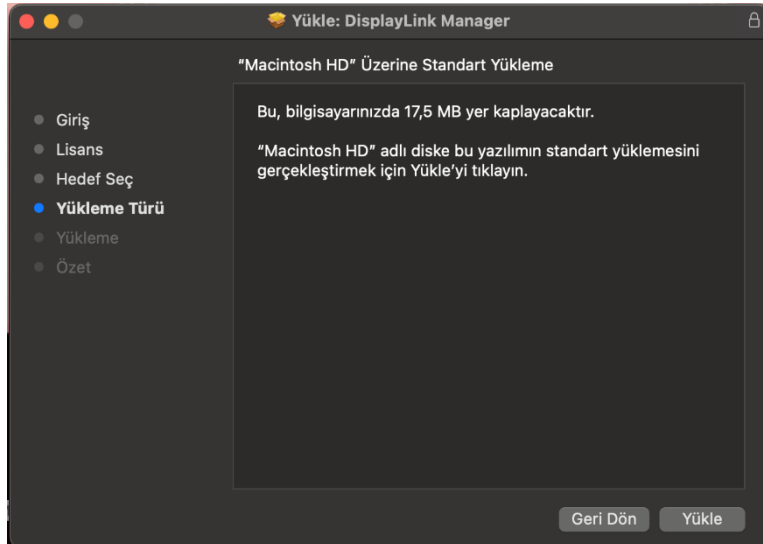 Yükle: DisplayLink Manager
"Macintosh HD" Üzerine Standart Yükleme
Giriş
Lisans
Hedef Seç
Yükleme Türü
Yükleme
Özet
Bu, bilgisayarınızda 17,5 MB yer kaplayacaktır.
"Macintosh HD" adlı diske bu yazılımın standart yüklemesini
gerçekleştirmek için Yükle'yi tıklayın.
Geri Dön
Yükle